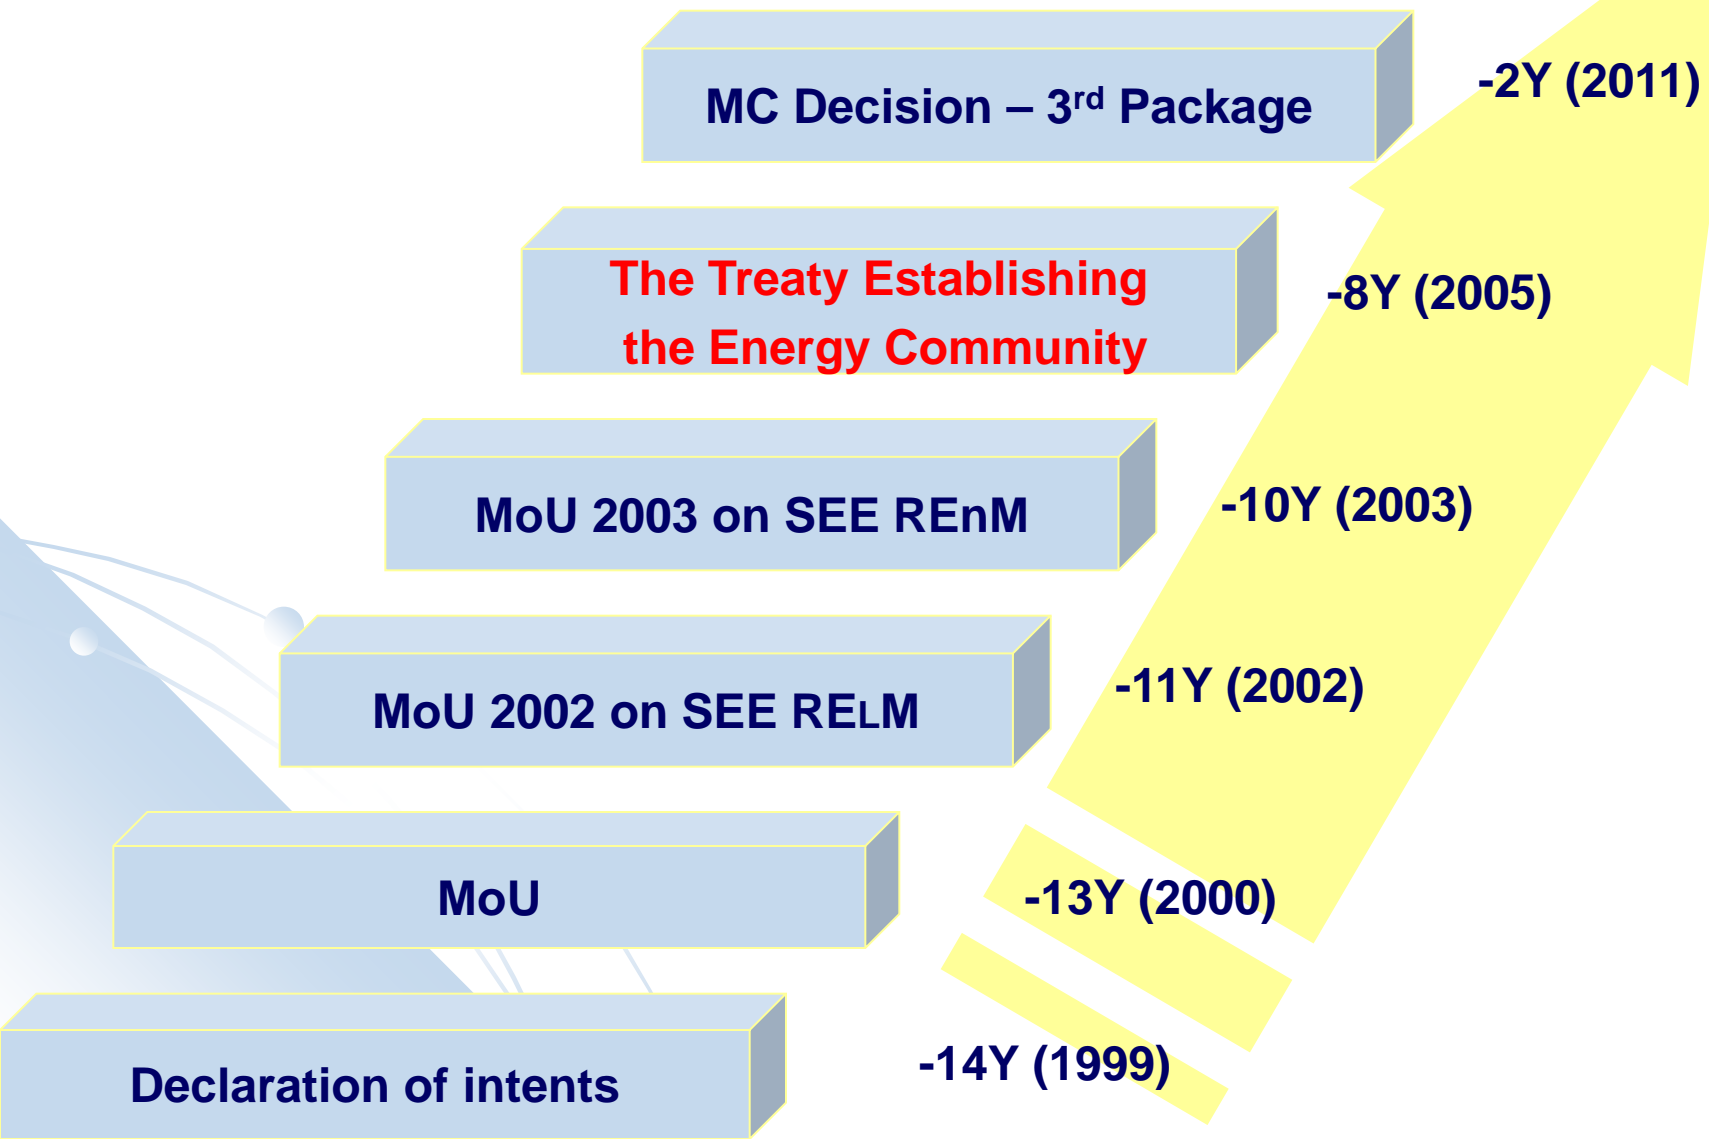 MC Decision – 3rd Package
-2Y (2011)
The Treaty Establishing
the Energy Community
-8Y (2005)
MoU 2003 on SEE REnM
-10Y (2003)
MoU 2002 on SEE RELM
-11Y (2002)
MoU
-13Y (2000)
Declaration of intents
-14Y (1999)